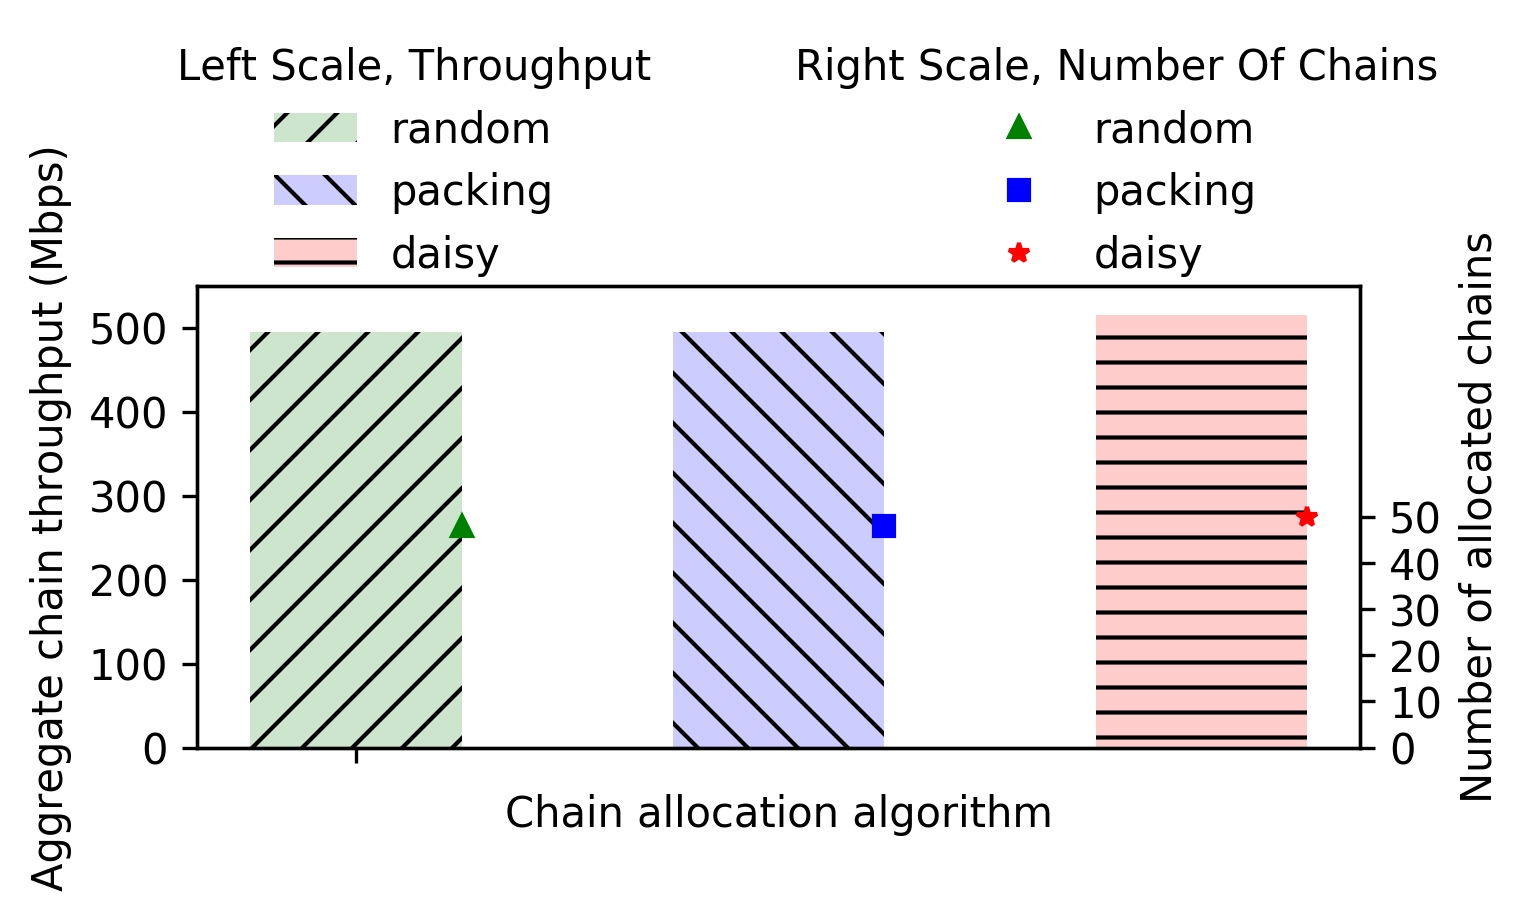 Left Scale, Throughput
random
packing
daisy
Right Scale, Number Of Chains
random
packing
daisy
Aggregate chain throughput (Mbps)
500
400
300
200
100
0
50
40
30
20
10
0
Number of allocated chains
Chain allocation algorithm